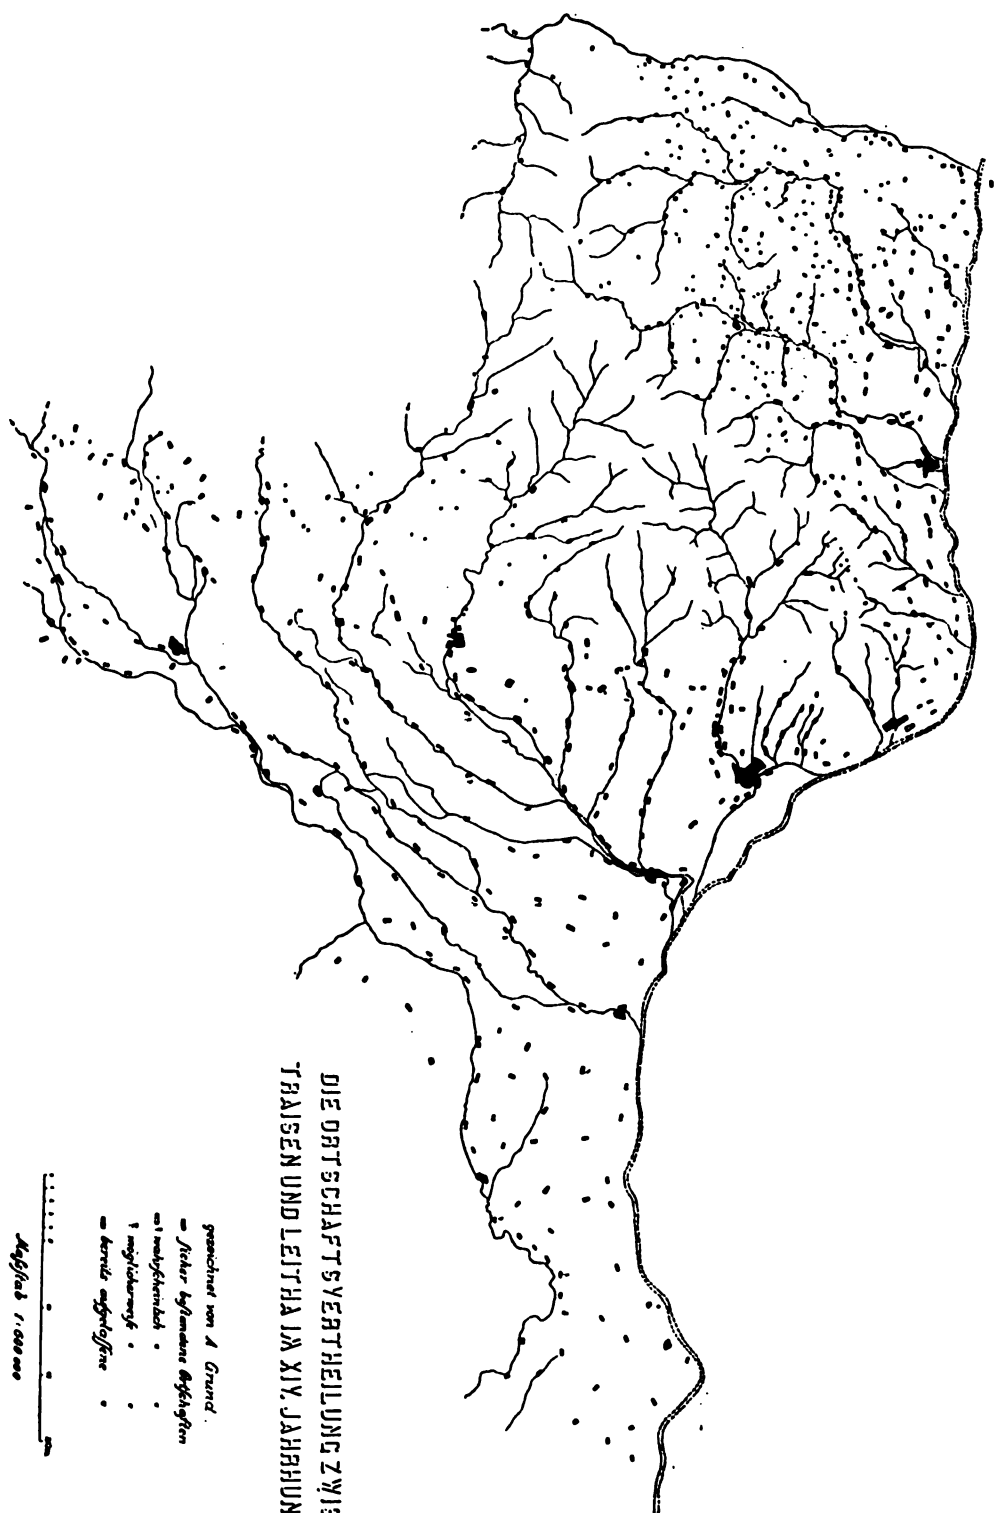 DIE ORTSCHAFTSVERTHEILUNG ZWIS
TRAISEN UND LEITHA IM XIV. JAHRHUN
gezeichnet von A Grund.
sicher bestandene Ortschaften
wahrscheinlich "
möglicherweise "
bereits aufgelassene "
Maßstab 1:600000